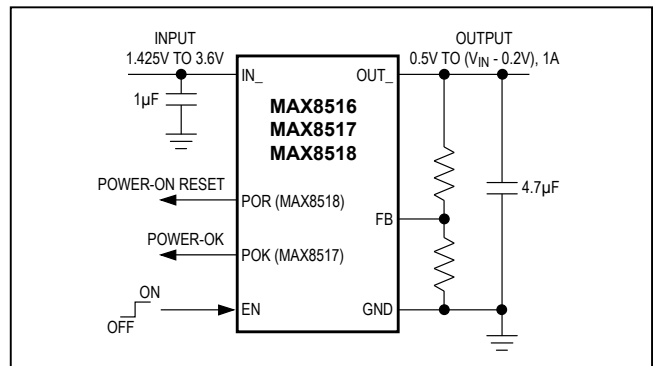 INPUT
1.425V TO 3.6V
OUTPUT
0.5V TO (VIN - 0.2V), 1A
IN_
OUT_
1µF
MAX8516
MAX8517
MAX8518
POWER-ON RESET
POR (MAX8518)
4.7µF
FB
POWER-OK
POK (MAX8517)
ON
OFF
EN
GND